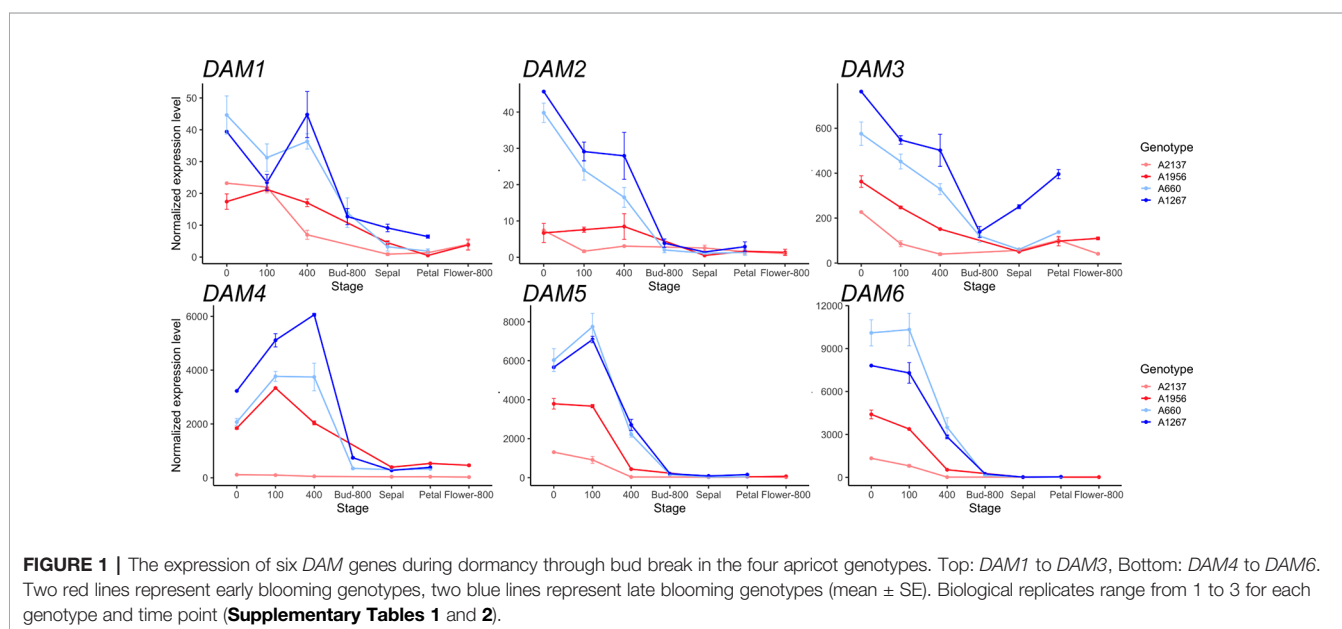 DAM1
DAM2
DAM3
Normalized expression level
50
40
30
20
10
0
0 100 400 Bud-800 Sepal Petal Flower-800
Stage
40
30
20
10
0
0 100 400 Bud-800 Sepal Petal Flower-800
Stage
600
400
200
0
0 100 400 Bud-800 Sepal Petal Flower-800
Stage
Genotype
A2137
A1956
A660
A1267
DAM4
DAM5
DAM6
Normalized expression level
6000
4000
2000
0
0 100 400 Bud-800 Sepal Petal Flower-800
Stage
8000
6000
4000
2000
0
0 100 400 Bud-800 Sepal Petal Flower-800
Stage
12000
9000
6000
3000
0
0 100 400 Bud-800 Sepal Petal Flower-800
Stage
Genotype
A2137
A1956
A660
A1267
FIGURE 1 | The expression of six DAM genes during dormancy through bud break in the four apricot genotypes. Top: DAM1 to DAM3, Bottom: DAM4 to DAM6.
Two red lines represent early blooming genotypes, two blue lines represent late blooming genotypes (mean ± SE). Biological replicates range from 1 to 3 for each
genotype and time point (Supplementary Tables 1 and 2).